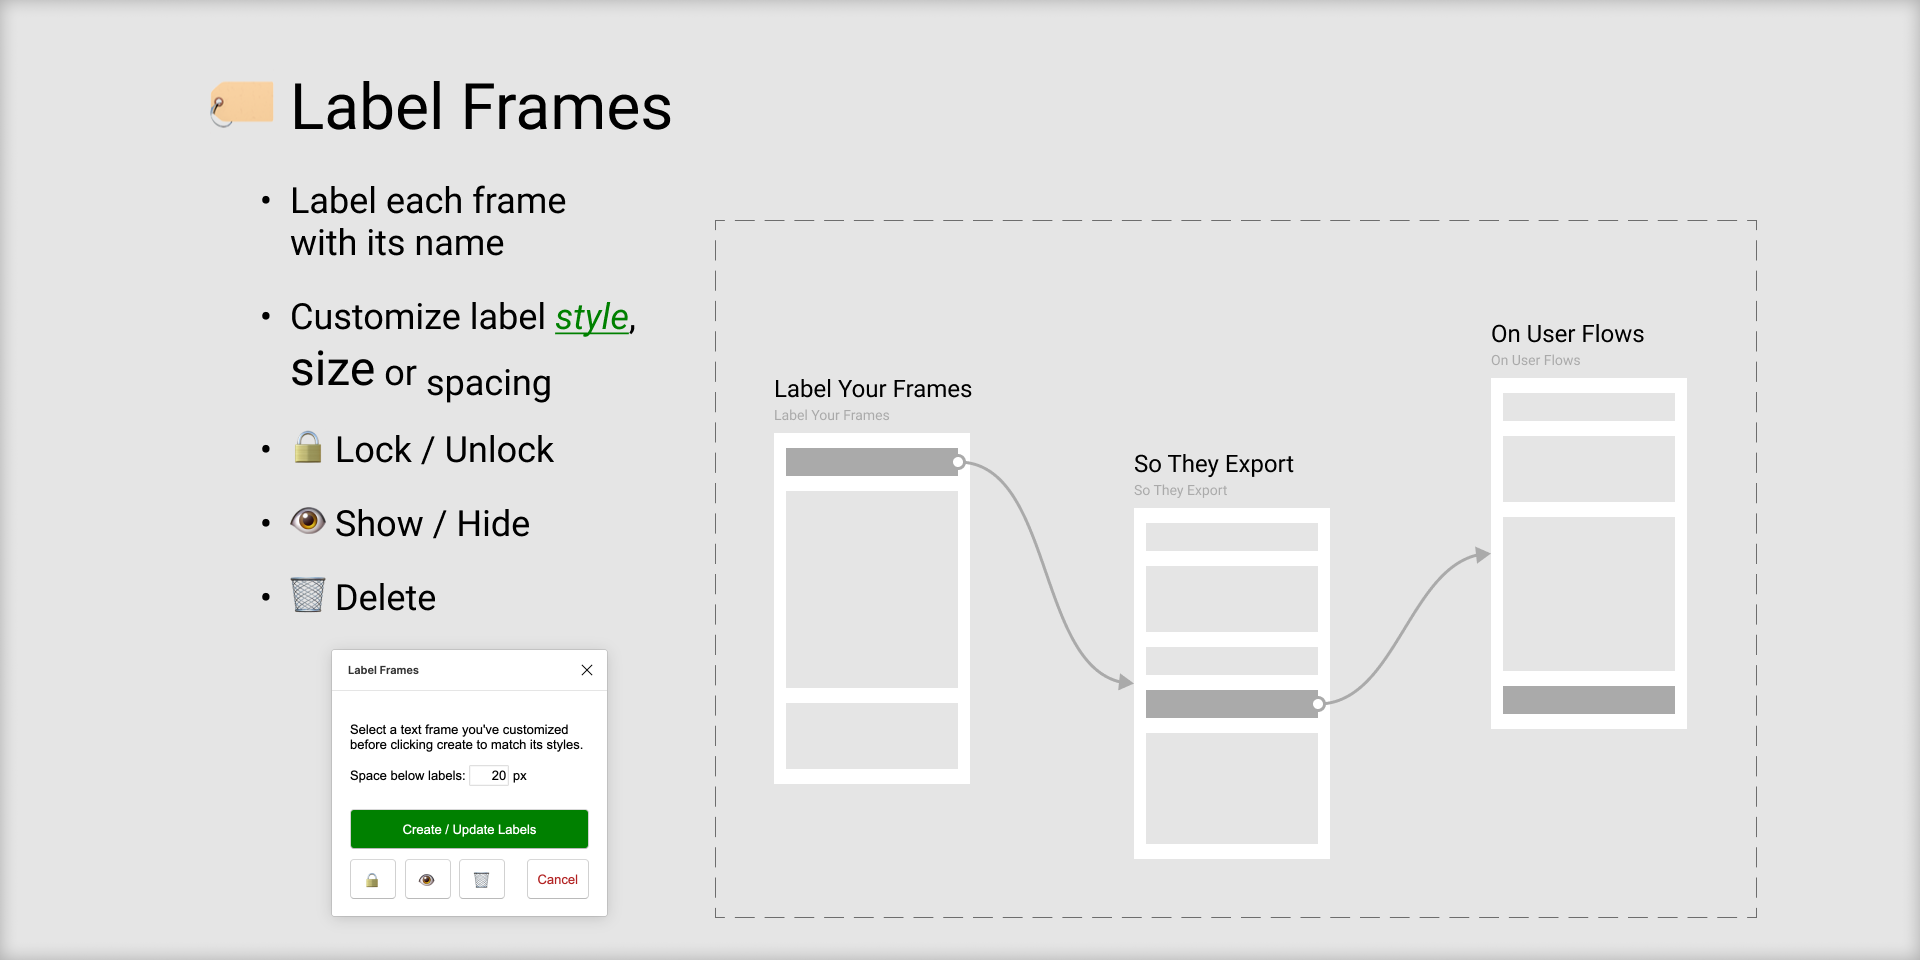 Label Frames
• Label each frame
with its name
• Customize label style,
size or spacing
• Lock / Unlock
• Show / Hide
• Delete
Label Frames
Select a text frame you've customized
before clicking create to match its styles.
Space below labels: 20 px
Create / Update Labels
Cancel
Label Your Frames
Label Your Frames
So They Export
So They Export
On User Flows
On User Flows